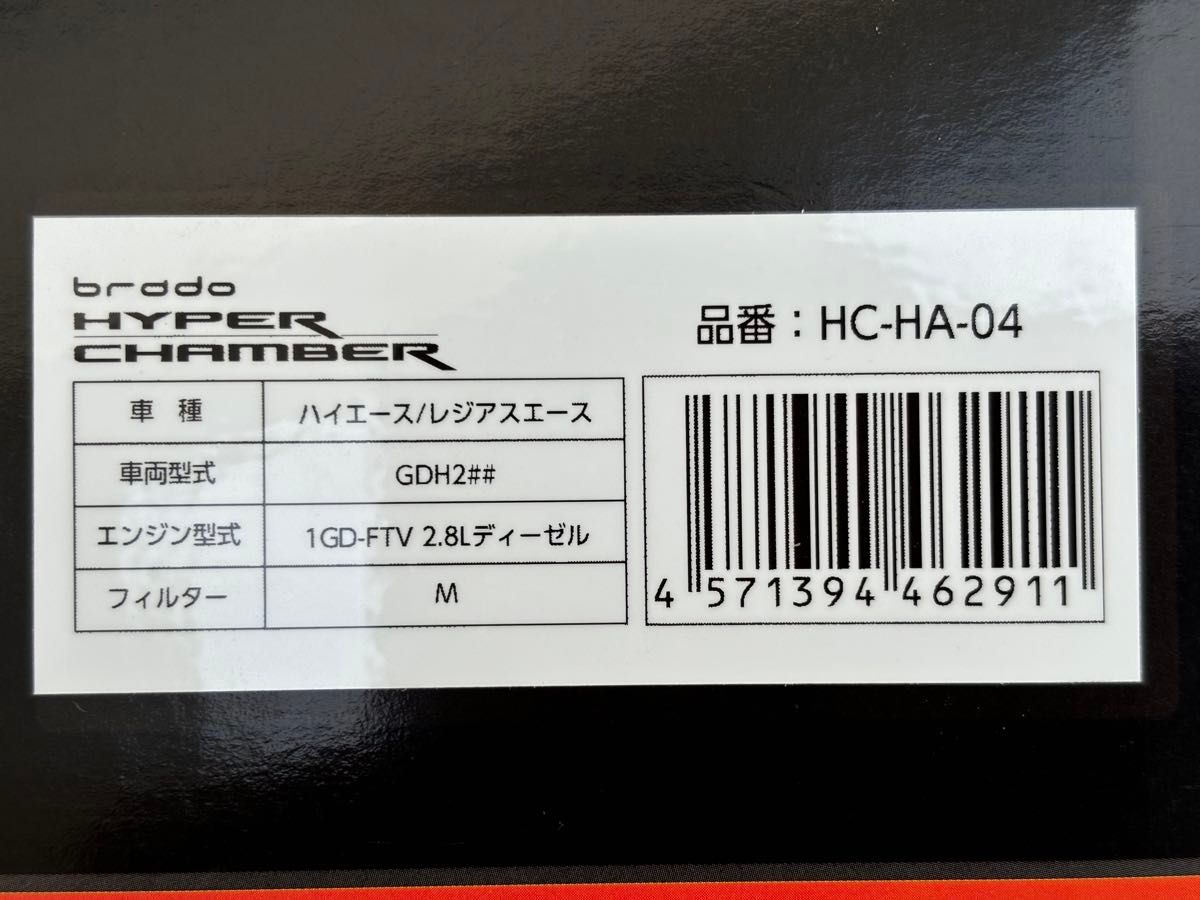 brado
HYPER
CHAMBER
品番：HC-HA-04
車 種 ハイエース/レジアスエース
車両型式 GDH2##
エンジン型式 1GD-FTV 2.8Lディーゼル
フィルター M
4 571394 462911